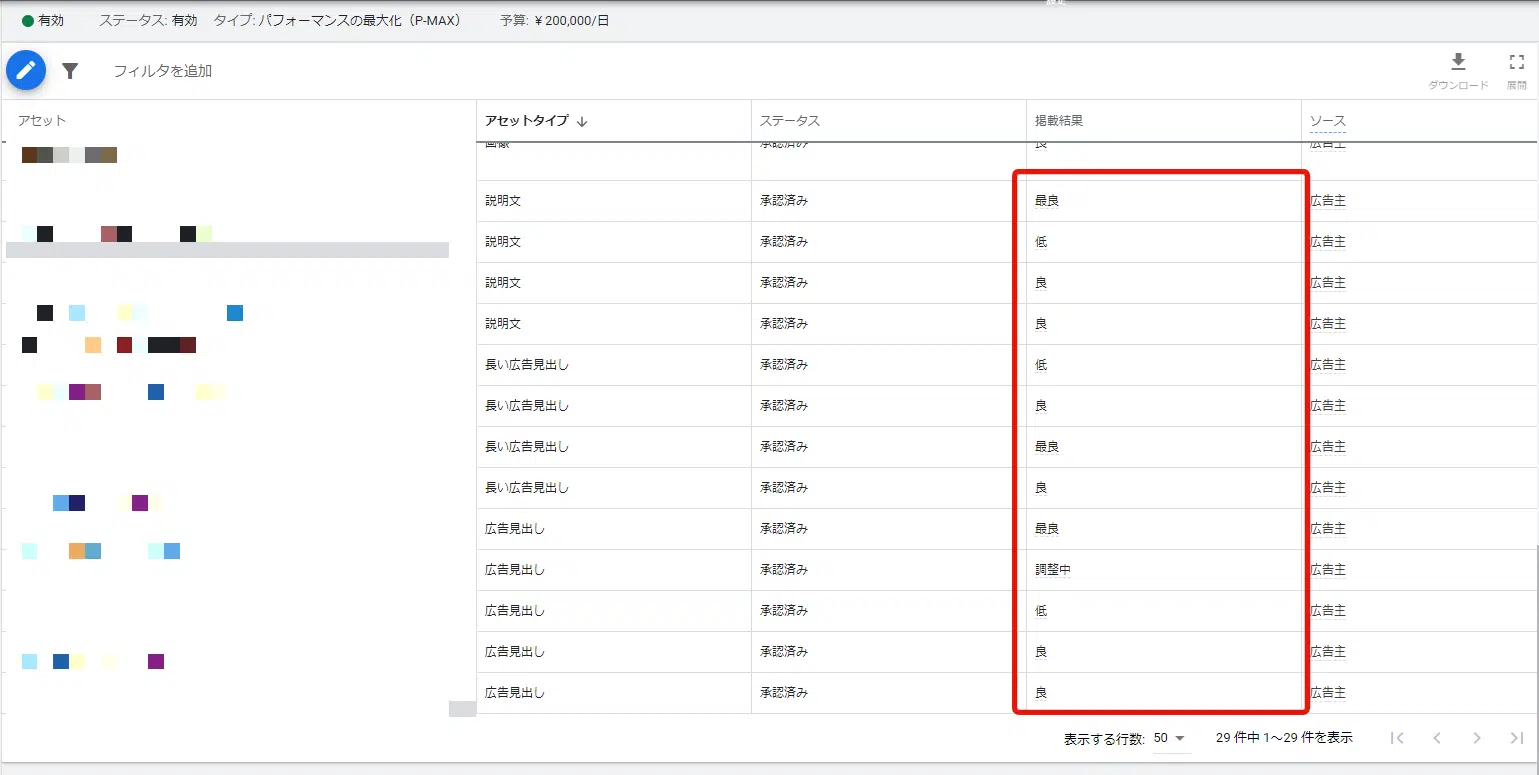 有効 ステータス: 有効 タイプ: パフォーマンスの最大化（P-MAX） 予算: ￥200,000/日
フィルタを追加
ダウンロード 展開
アセット アセットタイプ ↓ ステータス 掲載結果 ソース
画像 承認済み 良 広告主
説明文 承認済み 最良 広告主
説明文 承認済み 低 広告主
説明文 承認済み 良 広告主
説明文 承認済み 良 広告主
長い広告見出し 承認済み 低 広告主
長い広告見出し 承認済み 良 広告主
長い広告見出し 承認済み 最良 広告主
長い広告見出し 承認済み 良 広告主
広告見出し 承認済み 最良 広告主
広告見出し 承認済み 調整中 広告主
広告見出し 承認済み 低 広告主
広告見出し 承認済み 良 広告主
広告見出し 承認済み 良 広告主
表示する行数: 50 29 件中 1～29 件を表示